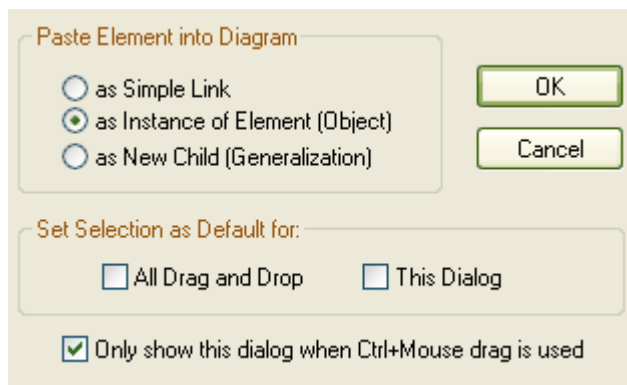 Paste Element into Diagram
as Simple Link
OK
as Instance of Element (Object)
as New Child (Generalization)
Cancel
Set Selection as Default for:
All Drag and Drop
This Dialog
Only show this dialog when Ctrl+Mouse drag is used